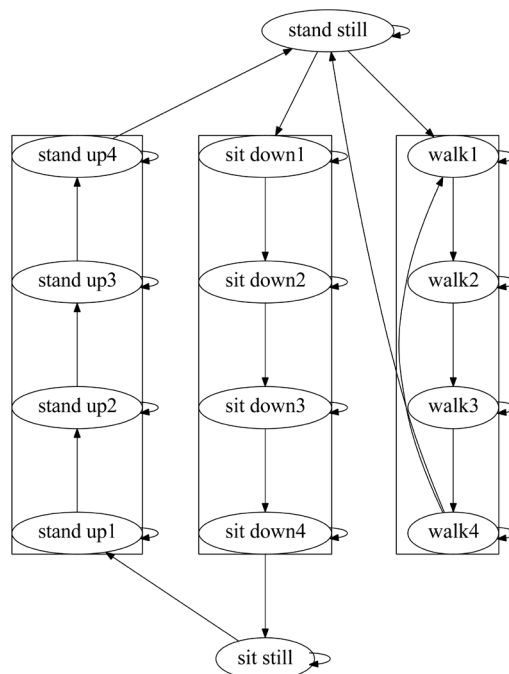 stand still
stand up4
sit down1
walk1
stand up3
sit down2
walk2
stand up2
sit down3
walk3
stand up1
sit down4
walk4
sit still